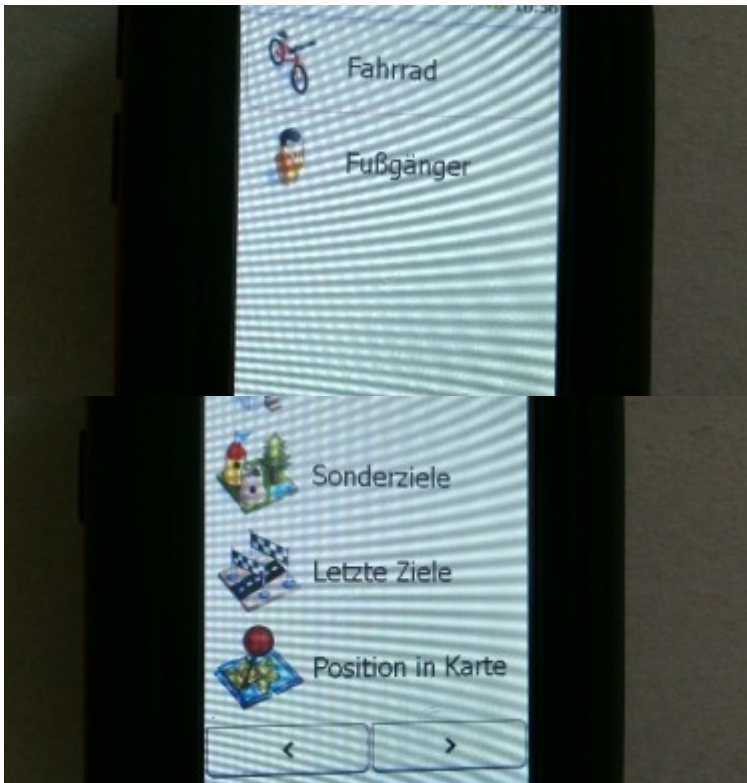 Fahrrad
Fußgänger
Sonderziele
Letzte Ziele
Position in Karte
< >